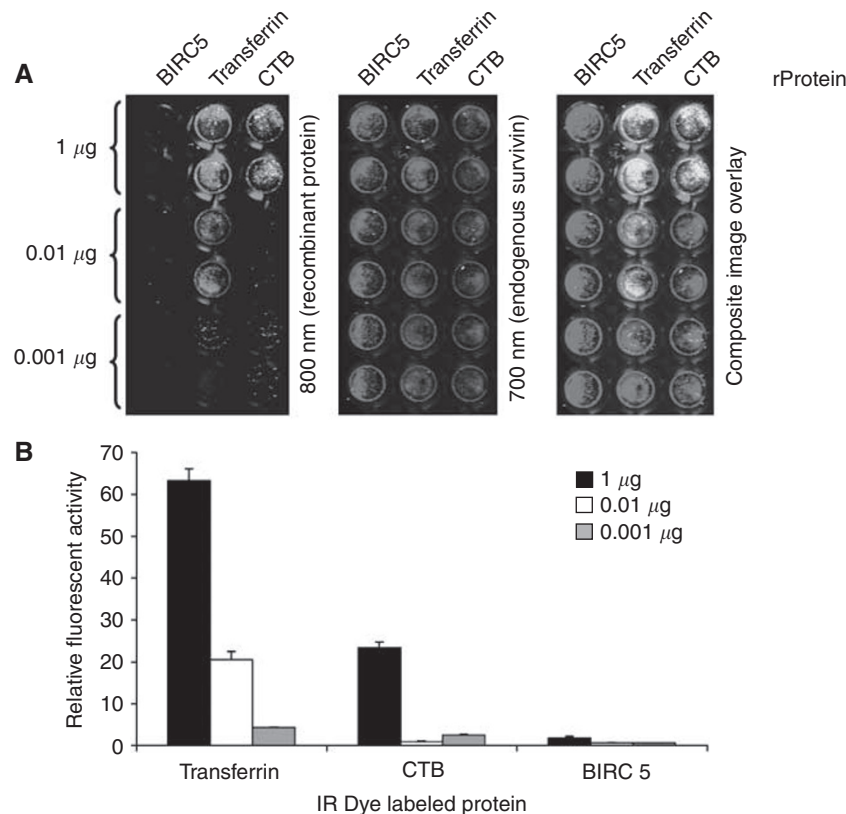 A
BIRC5 Transferrin CTB
BIRC5 Transferrin CTB
BIRC5 Transferrin CTB
rProtein
1 μg
0.01 μg
0.001 μg
800 nm (recombinant protein)
700 nm (endogenous survivin)
Composite image overlay
B
Relative fluorescent activity
70
60
50
40
30
20
10
0
1 μg
0.01 μg
0.001 μg
Transferrin CTB BIRC 5
IR Dye labeled protein